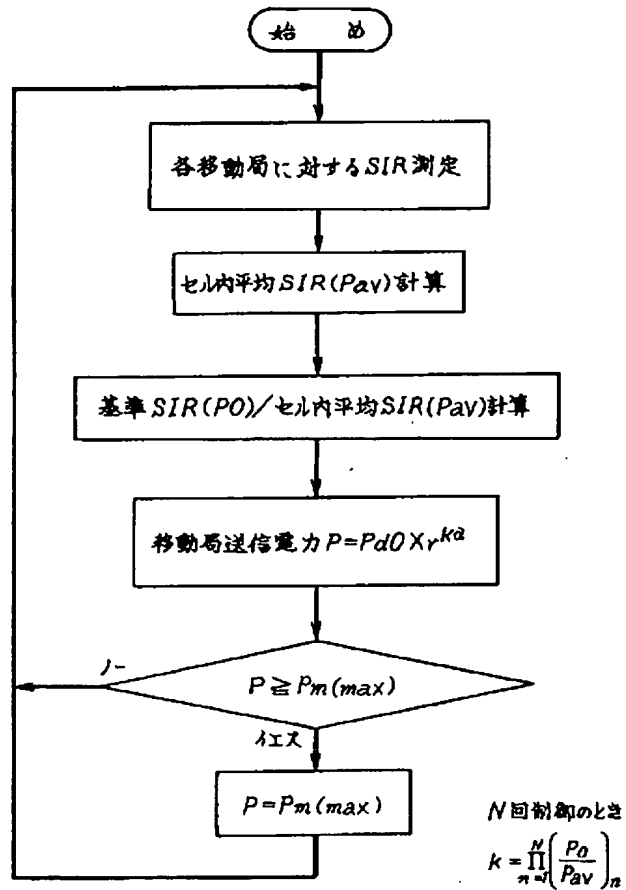 始 め
各移動局に対するSIR測定
セル内平均SIR(Pav)計算
基準SIR(PO)/セル内平均SIR(Pav)計算
移動局送信電力P=PdO×r^ka
ノー
P≧Pm(max)
イエス
P=Pm(max)
N回制御のとき
k=∏_{n=1}^{N}(Po/Pav)_n